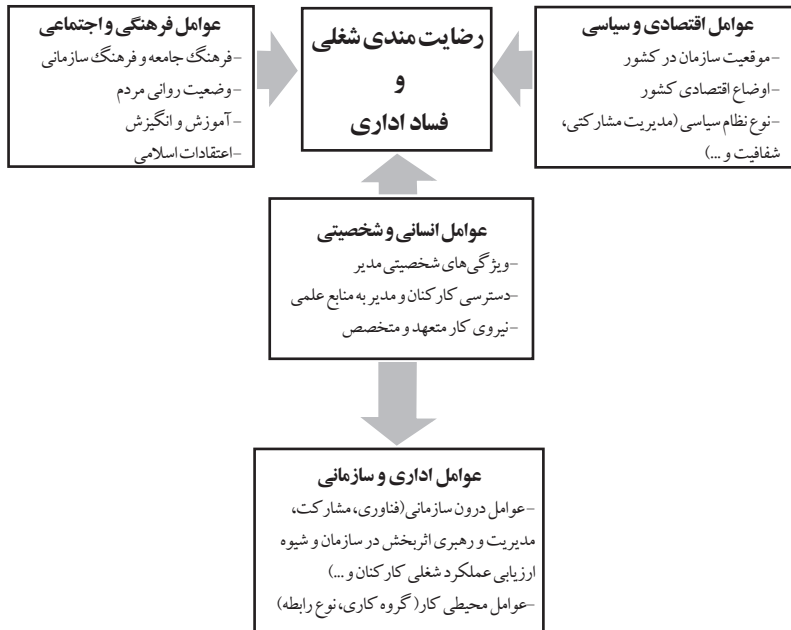 عوامل اقتصادی و سیاسی
-موقعیت سازمان در کشور
-اوضاع اقتصادی کشور
-نوع نظام سیاسی (مدیریت مشارکتی،
شفافیت و ...)
رضایت مندی شغلی
و
فساد اداری
عوامل فرهنگی و اجتماعی
-فرهنگ جامعه و فرهنگ سازمانی
-وضعیت روانی مردم
-آموزش و انگیزش
-اعتقادات اسلامی
عوامل انسانی و شخصیتی
-ویژگی‌های شخصیتی مدیر
-دسترسی کارکنان و مدیر به منابع علمی
-نیروی کار متعهد و متخصص
عوامل اداری و سازمانی
-عوامل درون سازمانی (فناوری، مشارکت،
مدیریت و رهبری اثربخش در سازمان و شیوه
ارزیابی عملکرد شغلی کارکنان و ...)
-عوامل محیطی کار (گروه کاری، نوع رابطه)